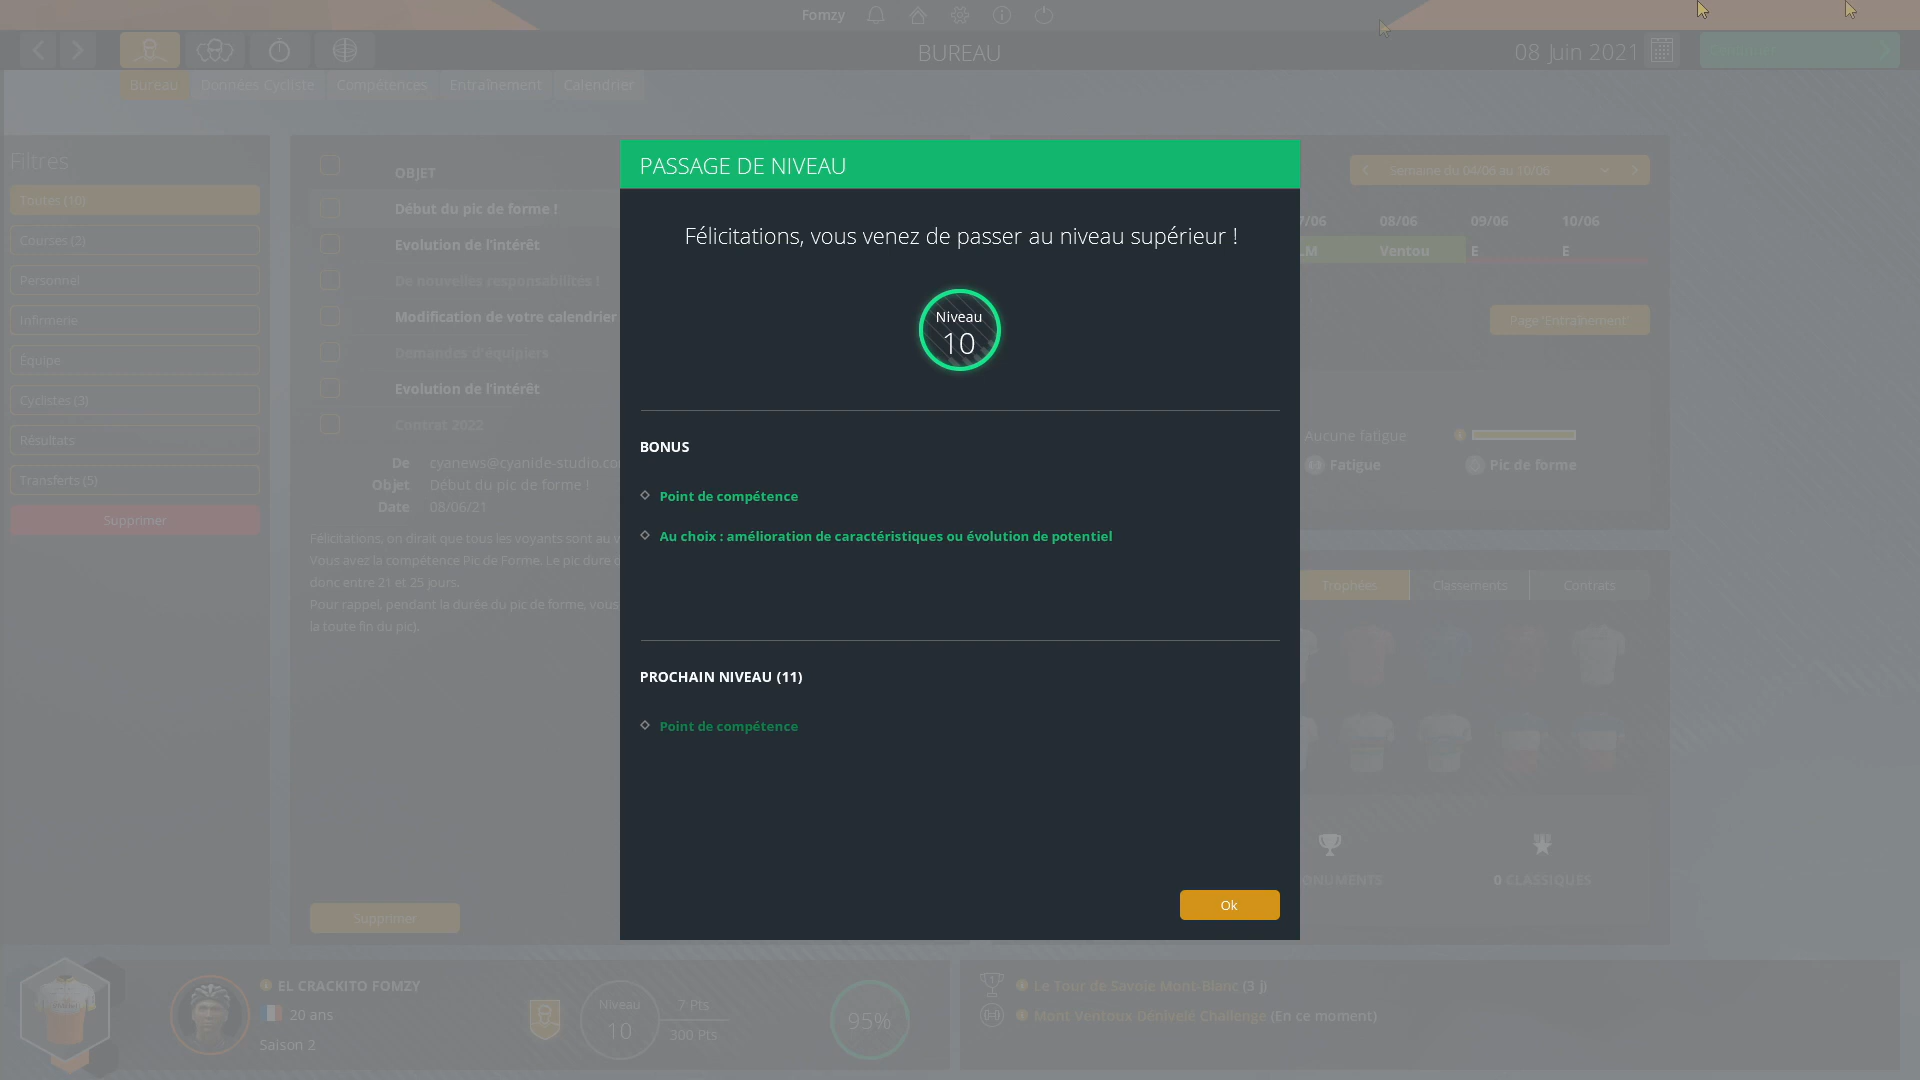 Fomzy
BUREAU
08 Juin 2021
Continuer
Bureau
Données Cycliste
Compétences
Entraînement
Calendrier
Filtres
Toutes (10)
Courses (2)
Personnel
Infirmerie
Équipe
Cyclistes (3)
Résultats
Transferts (5)
Supprimer
OBJET
Début du pic de forme !
Evolution de l'intérêt
De nouvelles responsabilités !
Modification de votre calendrier
Demandes d'équipiers
Evolution de l'intérêt
Contrat 2022
De cyanews@cyanide-studio.co
Objet Début du pic de forme !
Date 08/06/21
Félicitations, on dirait que tous les voyants sont au v
Vous avez la compétence Pic de Forme. Le pic dure
donc entre 21 et 25 jours.
Pour rappel, pendant la durée du pic de forme, vous
la toute fin du pic).
Supprimer
PASSAGE DE NIVEAU
Félicitations, vous venez de passer au niveau supérieur !
Niveau
10
BONUS
Point de compétence
Au choix : amélioration de caractéristiques ou évolution de potentiel
PROCHAIN NIVEAU (11)
Point de compétence
Ok
Semaine du 04/06 au 10/06
7/06 08/06 09/06 10/06
LM Ventou E E
Page 'Entraînement'
Aucune fatigue
Fatigue
Pic de forme
Trophées
Classements
Contrats
ONUMENTS
0 CLASSIQUES
EL CRACKITO FOMZY
20 ans
Saison 2
Niveau
10
7 Pts
300 Pts
95%
Le Tour de Savoie Mont-Blanc (3 j)
Mont Ventoux Dénivelé Challenge (En ce moment)